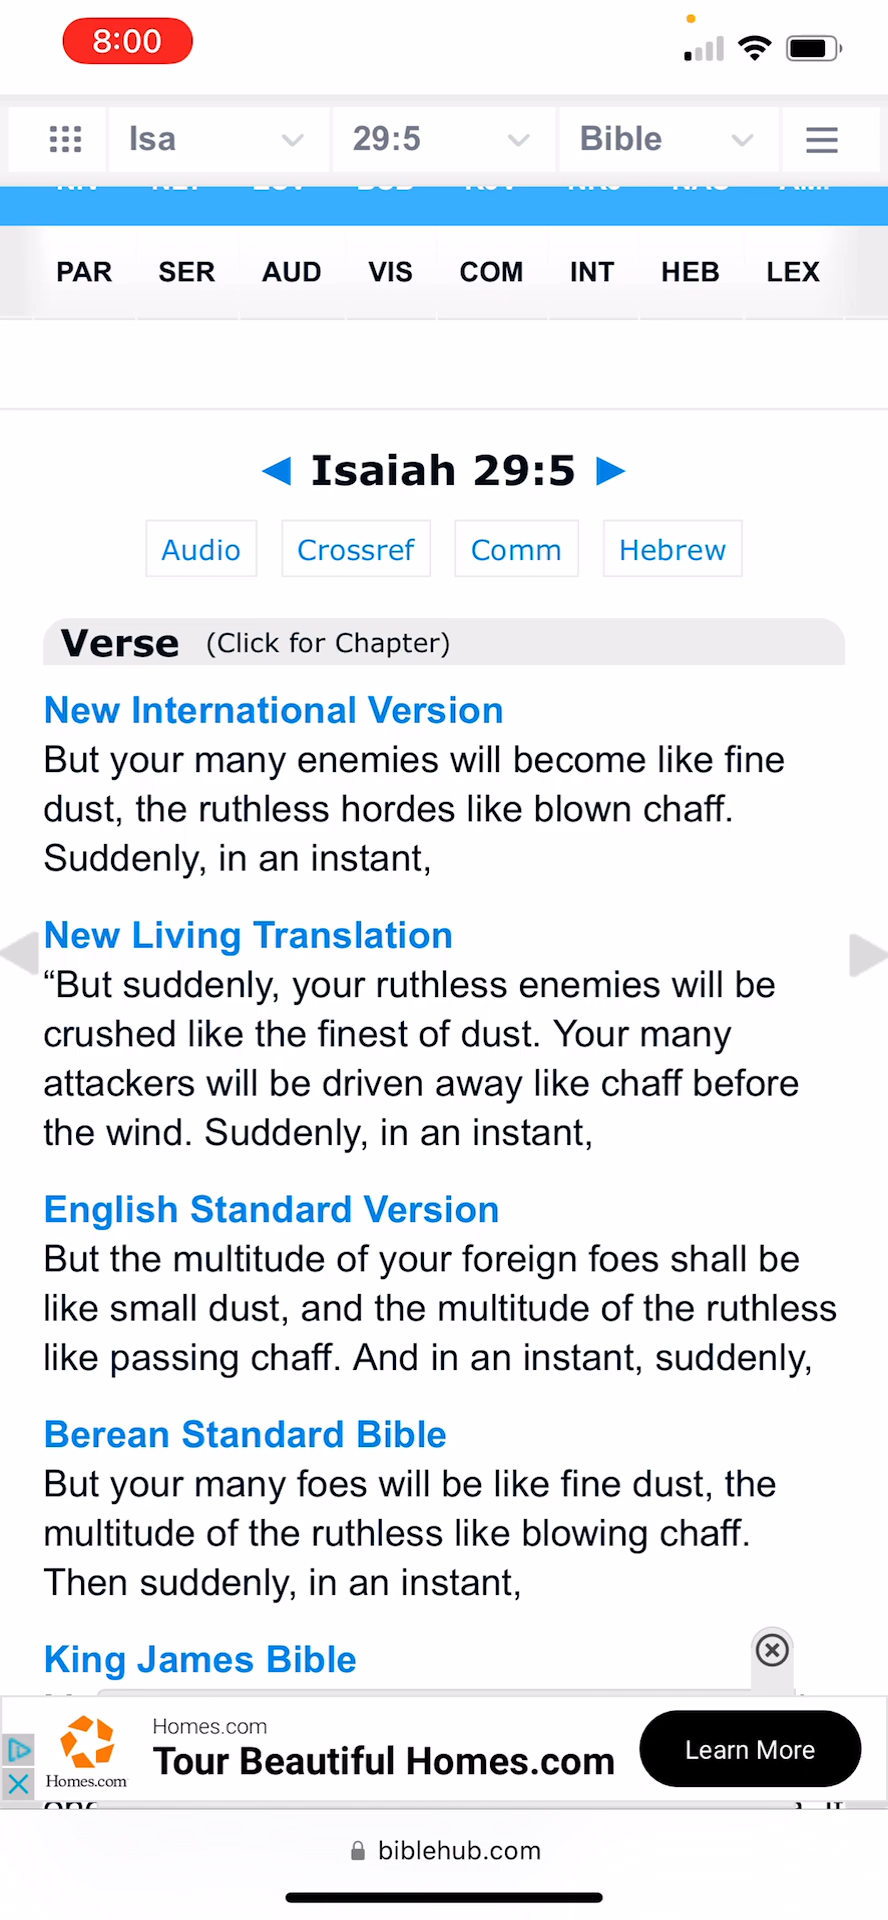 8:00
Isa 29:5 Bible
PAR SER AUD VIS COM INT HEB LEX
Isaiah 29:5
Audio Crossref Comm Hebrew
Verse (Click for Chapter)
New International Version
But your many enemies will become like fine
dust, the ruthless hordes like blown chaff.
Suddenly, in an instant,
New Living Translation
“But suddenly, your ruthless enemies will be
crushed like the finest of dust. Your many
attackers will be driven away like chaff before
the wind. Suddenly, in an instant,
English Standard Version
But the multitude of your foreign foes shall be
like small dust, and the multitude of the ruthless
like passing chaff. And in an instant, suddenly,
Berean Standard Bible
But your many foes will be like fine dust, the
multitude of the ruthless like blowing chaff.
Then suddenly, in an instant,
King James Bible
Homes.com
Tour Beautiful Homes.com
Learn More
Homes.com
biblehub.com